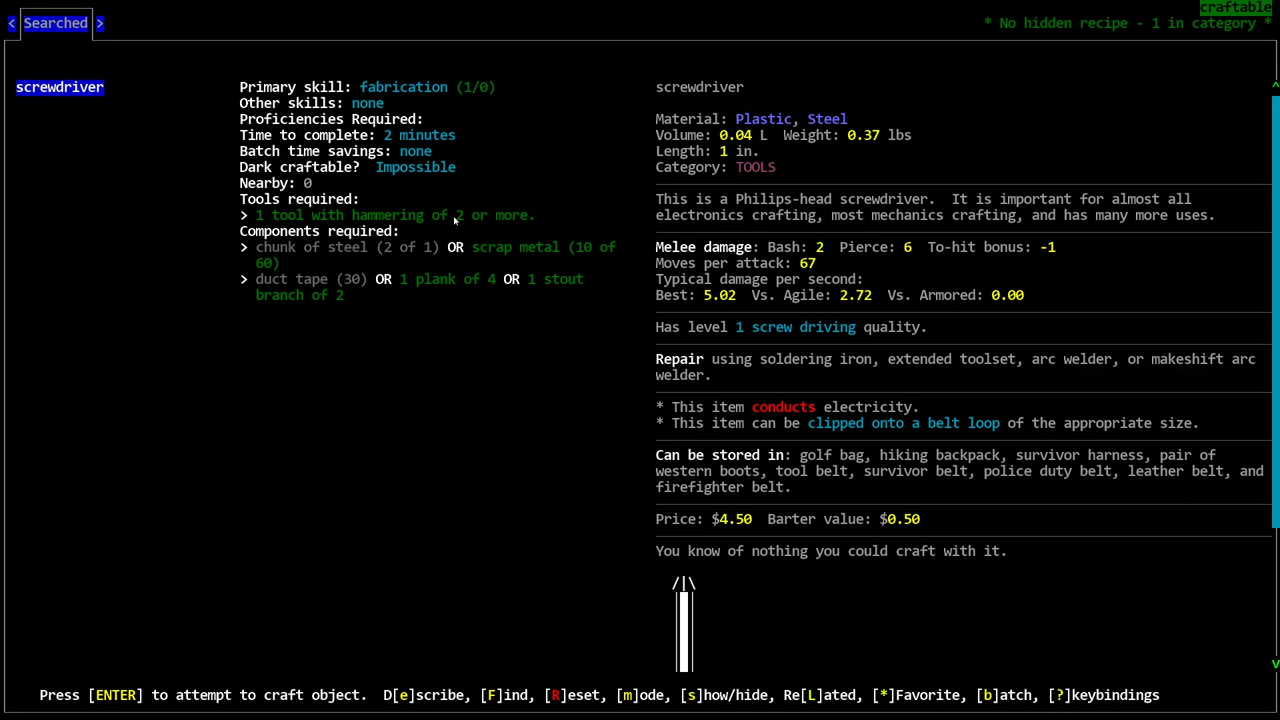 craftable
< Searched >
* No hidden recipe - 1 in category *
screwdriver
Primary skill: fabrication (1/0)
Other skills: none
Proficiencies Required:
Time to complete: 2 minutes
Batch time savings: none
Dark craftable?  Impossible
Nearby: 0
Tools required:
> 1 tool with hammering of 2 or more.
Components required:
> chunk of steel (2 of 1) OR scrap metal (10 of
60)
> duct tape (30) OR 1 plank of 4 OR 1 stout
branch of 2
screwdriver
Material: Plastic, Steel
Volume: 0.04 L  Weight: 0.37 lbs
Length: 1 in.
Category: TOOLS
This is a Philips-head screwdriver.  It is important for almost all
electronics crafting, most mechanics crafting, and has many more uses.
Melee damage: Bash: 2  Pierce: 6  To-hit bonus: -1
Moves per attack: 67
Typical damage per second:
Best: 5.02  Vs. Agile: 2.72  Vs. Armored: 0.00
Has level 1 screw driving quality.
Repair using soldering iron, extended toolset, arc welder, or makeshift arc
welder.
* This item conducts electricity.
* This item can be clipped onto a belt loop of the appropriate size.
Can be stored in: golf bag, hiking backpack, survivor harness, pair of
western boots, tool belt, survivor belt, police duty belt, leather belt, and
firefighter belt.
Price: $4.50  Barter value: $0.50
You know of nothing you could craft with it.
/|\
Press [ENTER] to attempt to craft object.  D[e]scribe, [F]ind, [R]eset, [m]ode, [s]how/hide, Re[L]ated, [*]Favorite, [b]atch, [?]keybindings